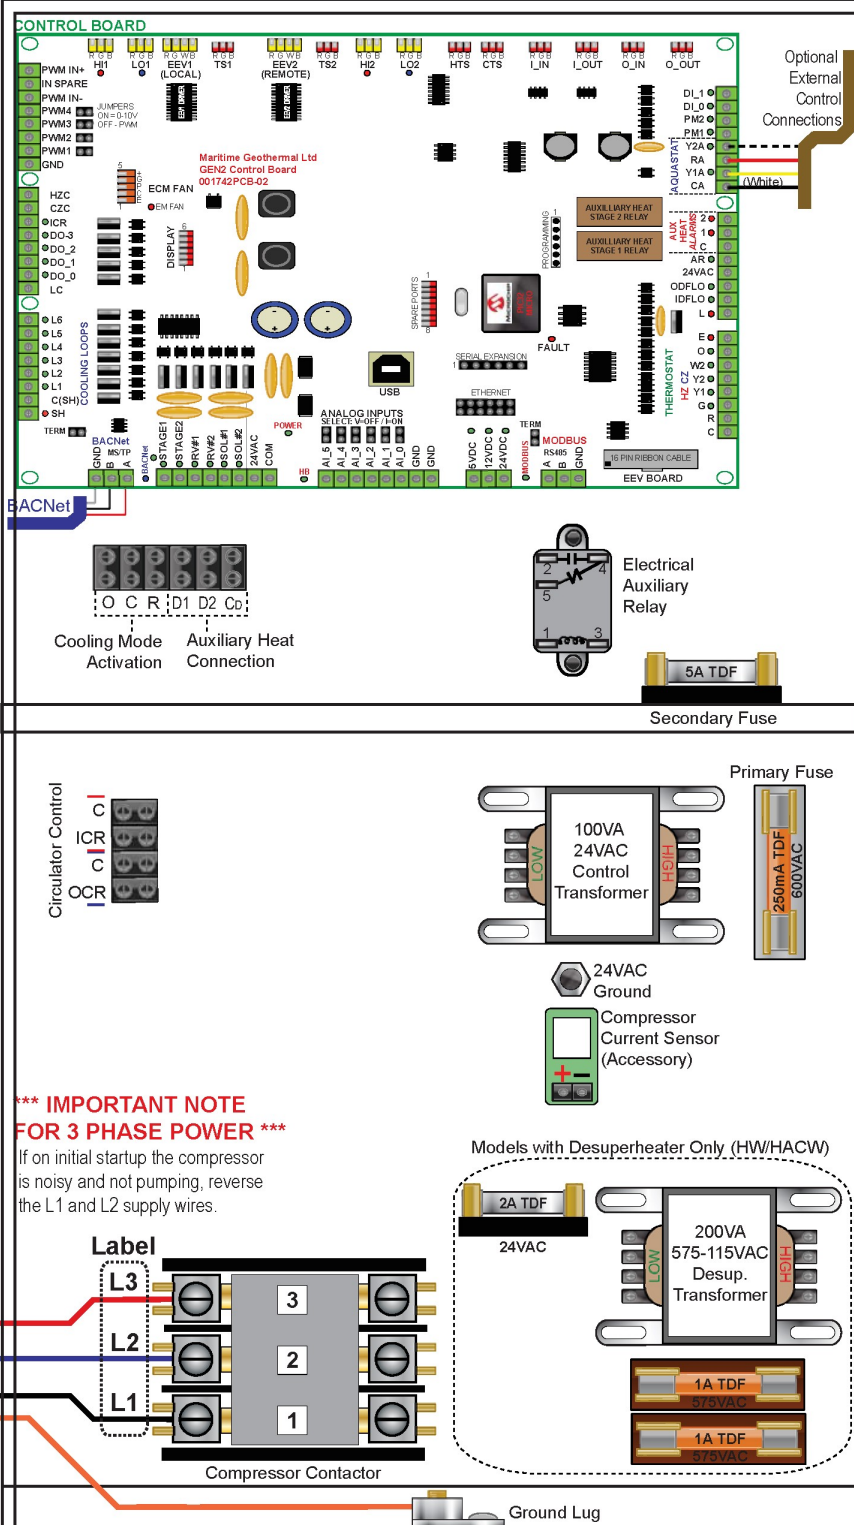 CONTROL BOARD
R G B
HI1
R G B
LO1
R G W B
EEV1
(LOCAL)
R G B
TS1
R G W B
EEV2
(REMOTE)
R G B
TS2
R G B
HI2
R G B
LO2
R G B
HTS
R G B
CTS
R G B
I_IN
R G B
I_OUT
R G B
O_IN
R G B
O_OUT
Optional
External
Control
Connections
PWM IN+
IN SPARE
PWM IN-
PWM4
PWM3
PWM2
PWM1
GND
JUMPERS
ON = 0-10V
OFF - PWM
EEV1 DRIVER
EEV2 DRIVER
DI_1
DI_0
PM2
PM1
Y2A
RA
Y1A
CA
AQUASTAT
(White)
Maritime Geothermal Ltd
GEN2 Control Board
001742PCB-02
ECM FAN
EM FAN
HZC
CZC
ICR
DO-3
DO_2
DO_1
DO_0
LC
DISPLAY
PROGRAMMING
AUXILLIARY HEAT
STAGE 2 RELAY
AUXILLIARY HEAT
STAGE 1 RELAY
AUX
HEAT
ALARMS
2
1
C
AR
24VAC
ODFLO
IDFLO
L
SPARE PORTS
MICROCHIP
FAULT
L6
L5
L4
L3
L2
L1
C(SH)
SH
COOLING LOOPS
USB
SERIAL EXPANSION
1
ETHERNET
E
O
W2
Y2
Y1
G
R
C
THERMOSTAT
HZ CZ
TERM
BACNet
MS/TP
GND
B
A
BACNet
STAGE1
STAGE2
RV#1
RV#2
SOL#1
SOL#2
24VAC
COM
POWER
HB
ANALOG INPUTS
SELECT: V=OFF / I=ON
AI_5
AI_4
AI_3
AI_2
AI_1
AI_0
GND
GND
5VDC
12VDC
24VDC
MODBUS
TERM
MODBUS
RS485
A
B
GND
16 PIN RIBBON CABLE
EEV BOARD
BACNet
O C R D1 D2 CD
Cooling Mode
Activation
Auxiliary Heat
Connection
2
4
5
1
3
Electrical
Auxiliary
Relay
5A TDF
Secondary Fuse
Circulator Control
C
ICR
C
OCR
LOW
100VA
24VAC
Control
Transformer
HIGH
Primary Fuse
250mA TDF
600VAC
24VAC
Ground
Compressor
Current Sensor
(Accessory)
+ −
*** IMPORTANT NOTE
FOR 3 PHASE POWER ***
If on initial startup the compressor
is noisy and not pumping, reverse
the L1 and L2 supply wires.
Models with Desuperheater Only (HW/HACW)
2A TDF
24VAC
LOW
200VA
575-115VAC
Desup.
Transformer
HIGH
1A TDF
575VAC
1A TDF
575VAC
Label
L3
L2
L1
3
2
1
Compressor Contactor
Ground Lug